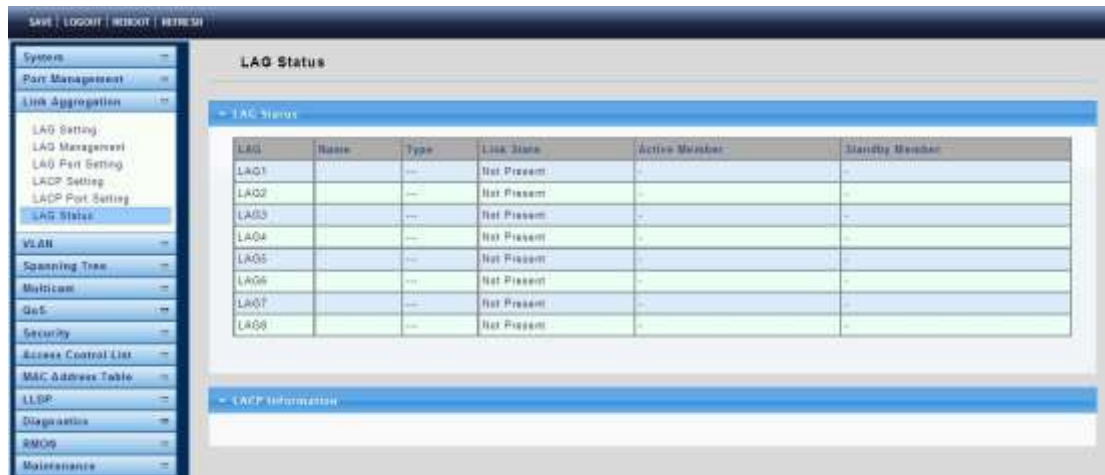 SAVE | LOGOUT | REBOOT | REFRESH
System
Port Management
Link Aggregation
LAG Setting
LAG Management
LAG Port Setting
LACP Setting
LACP Port Setting
LAG Status
VLAN
Spanning Tree
Multicast
QoS
Security
Access Control List
MAC Address Table
LLDP
Diagnostics
RMON
Maintenance
LAG Status
LAG Status
LAG Name Type Link State Active Member Standby Member
LAG1 --- Not Present - -
LAG2 --- Not Present - -
LAG3 --- Not Present - -
LAG4 --- Not Present - -
LAG5 --- Not Present - -
LAG6 --- Not Present - -
LAG7 --- Not Present - -
LAG8 --- Not Present - -
LACP Information